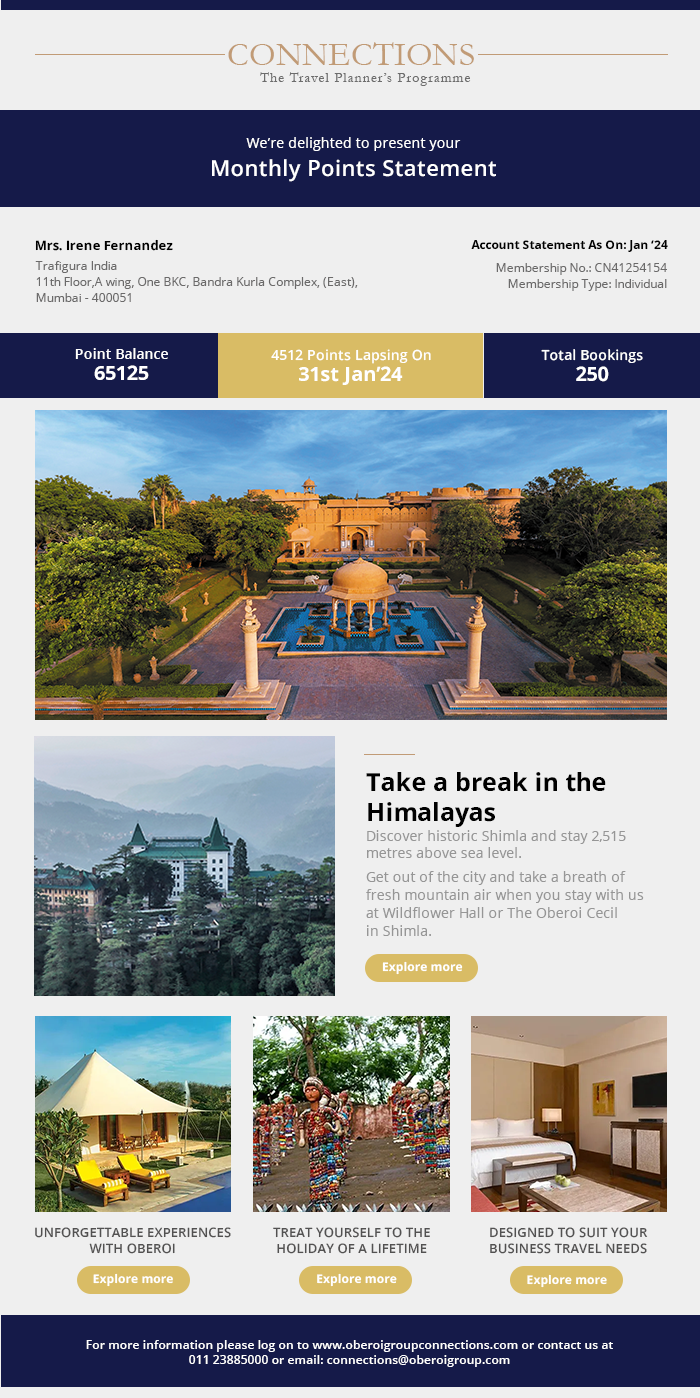 CONNECTIONS
The Travel Planner's Programme
We're delighted to present your
Monthly Points Statement
Mrs. Irene Fernandez
Trafigura India
11th Floor,A wing, One BKC, Bandra Kurla Complex, (East),
Mumbai - 400051
Account Statement As On: Jan '24
Membership No.: CN41254154
Membership Type: Individual
Point Balance
65125
4512 Points Lapsing On
31st Jan'24
Total Bookings
250
Take a break in the
Himalayas
Discover historic Shimla and stay 2,515
metres above sea level.
Get out of the city and take a breath of
fresh mountain air when you stay with us
at Wildflower Hall or The Oberoi Cecil
in Shimla.
Explore more
UNFORGETTABLE EXPERIENCES
WITH OBEROI
Explore more
TREAT YOURSELF TO THE
HOLIDAY OF A LIFETIME
Explore more
DESIGNED TO SUIT YOUR
BUSINESS TRAVEL NEEDS
Explore more
For more information please log on to www.oberoigroupconnections.com or contact us at
011 23885000 or email: connections@oberoigroup.com